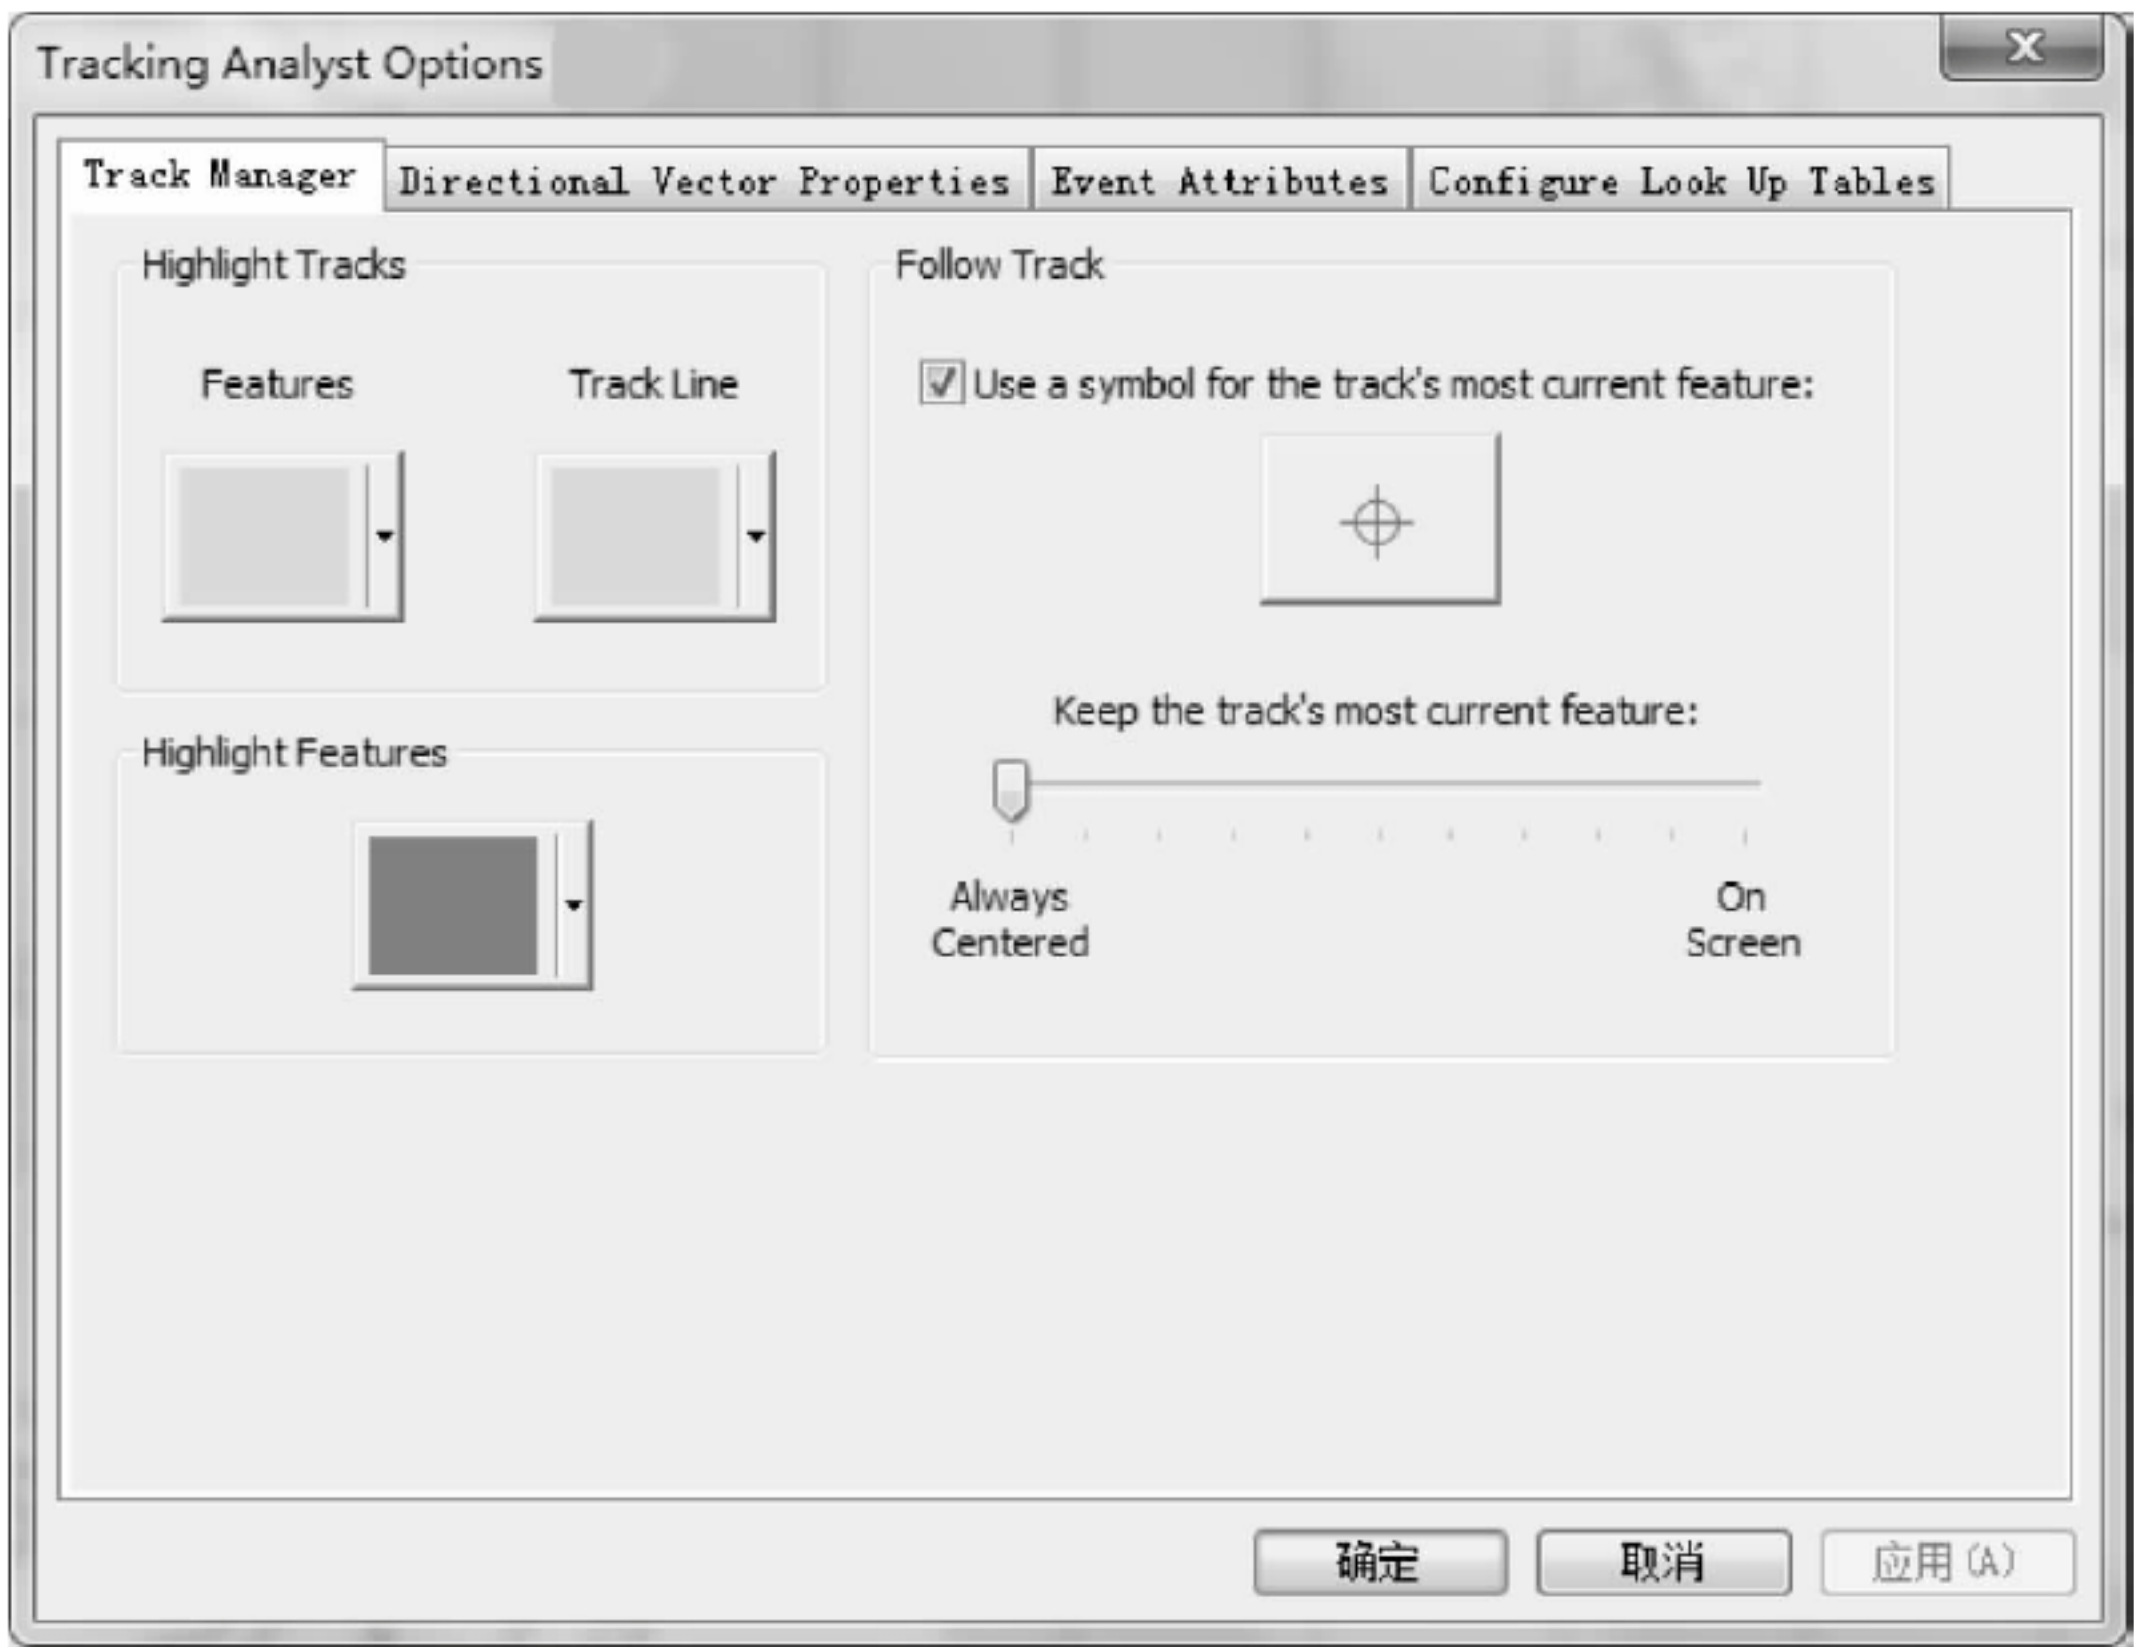 Tracking Analyst Options
Track Manager
Directional Vector Properties
Event Attributes
Configure Look Up Tables
Highlight Tracks
Features
Track Line
Highlight Features
Follow Track
Use a symbol for the track's most current feature:
Keep the track's most current feature:
Always
Centered
On
Screen
确定
取消
应用(A)